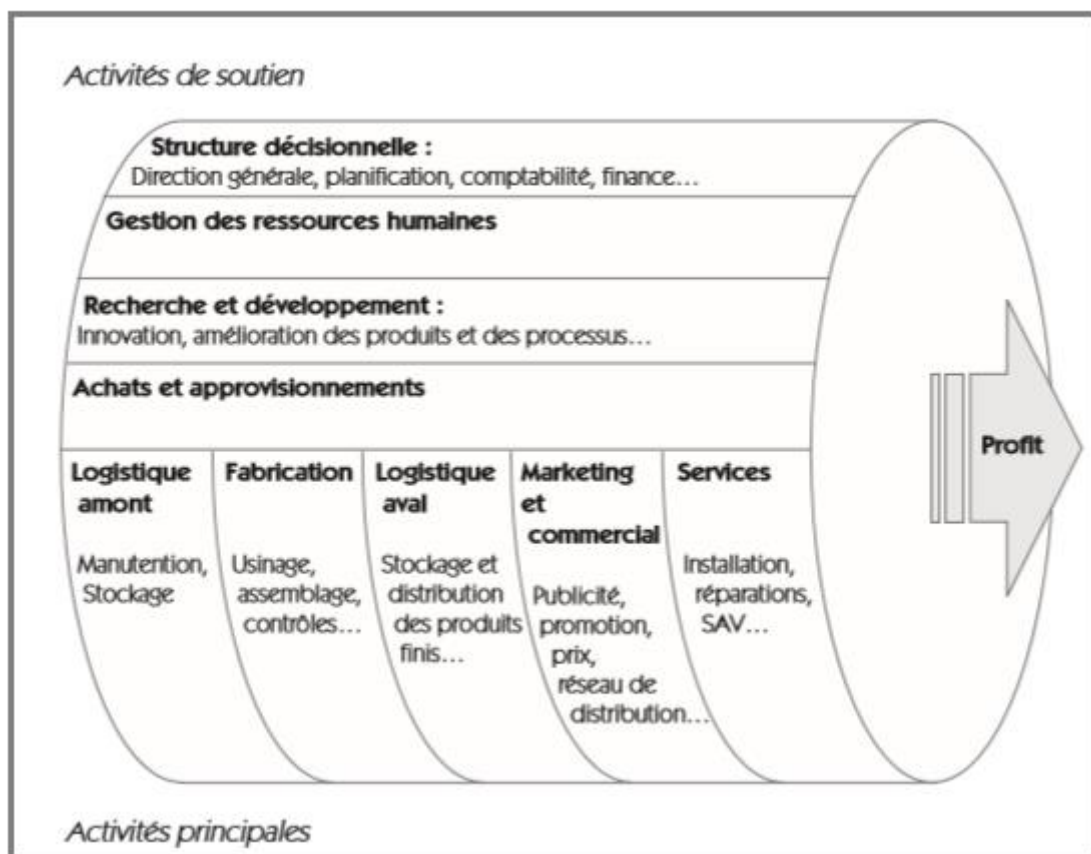 Activités de soutien
Structure décisionnelle :
Direction générale, planification, comptabilité, finance…
Gestion des ressources humaines
Recherche et développement :
Innovation, amélioration des produits et des processus…
Achats et approvisionnements
Logistique
amont
Manutention,
Stockage
Fabrication
Usinage,
assemblage,
contrôles…
Logistique
aval
Stockage et
distribution
des produits
finis…
Marketing
et
commercial
Publicité,
promotion,
prix,
réseau de
distribution…
Services
Installation,
réparations,
SAV…
Profit
Activités principales